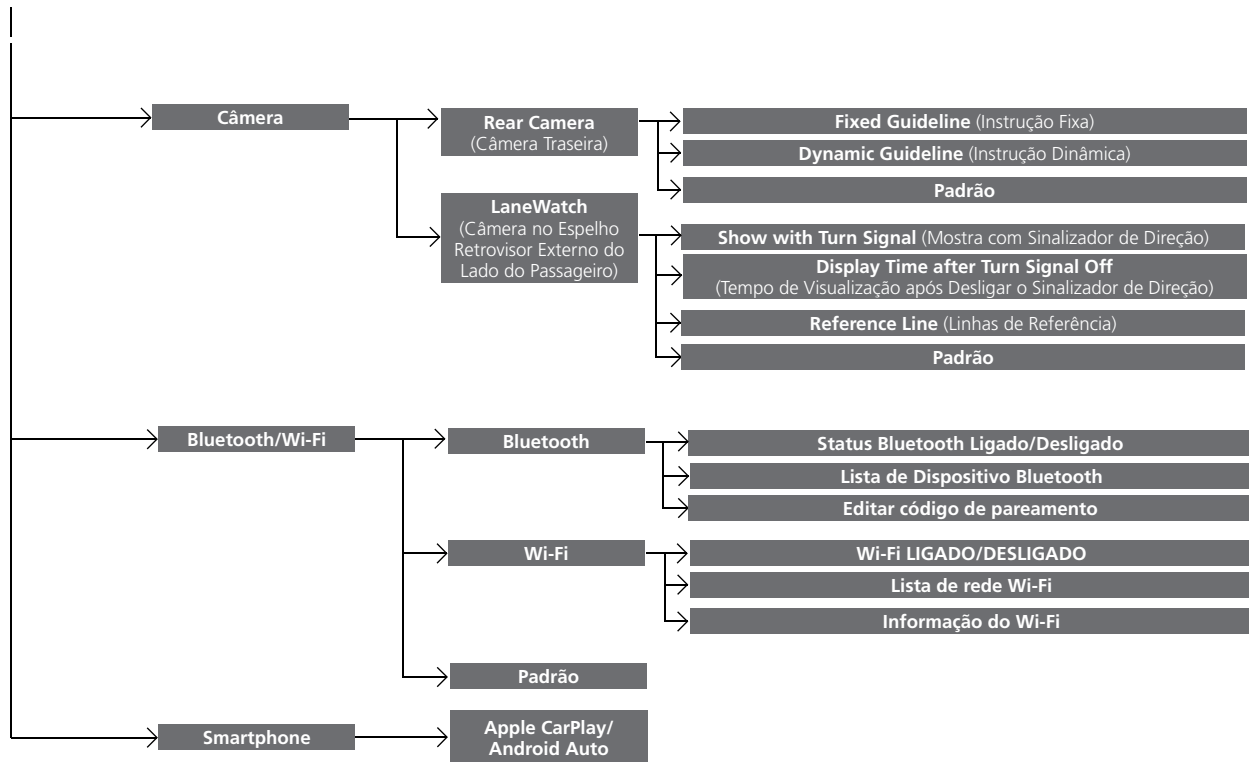 Câmera
Rear Camera
(Câmera Traseira)
Fixed Guideline (Instrução Fixa)
Dynamic Guideline (Instrução Dinâmica)
Padrão
LaneWatch
(Câmera no Espelho
Retrovisor Externo do
Lado do Passageiro)
Show with Turn Signal (Mostra com Sinalizador de Direção)
Display Time after Turn Signal Off
(Tempo de Visualização após Desligar o Sinalizador de Direção)
Reference Line (Linhas de Referência)
Padrão
Bluetooth/Wi-Fi
Bluetooth
Status Bluetooth Ligado/Desligado
Lista de Dispositivo Bluetooth
Editar código de pareamento
Wi-Fi
Wi-Fi LIGADO/DESLIGADO
Lista de rede Wi-Fi
Informação do Wi-Fi
Padrão
Smartphone
Apple CarPlay/
Android Auto